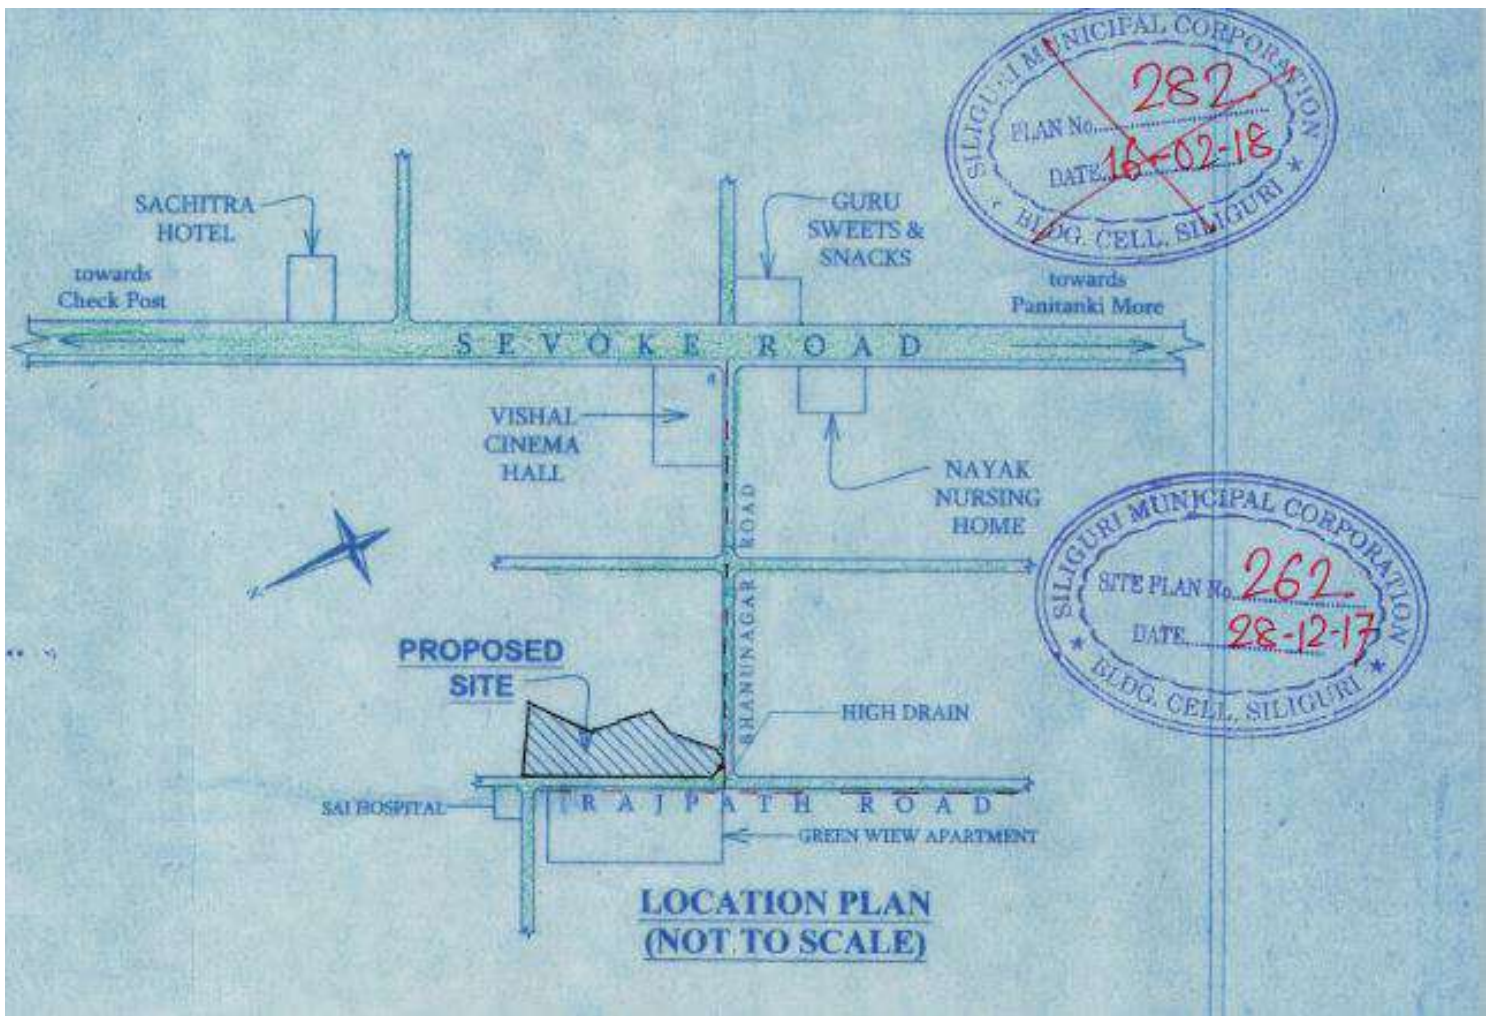 SILIGURI MUNICIPAL CORPORATION
PLAN No. 282
DATE 16-02-18
BLDG. CELL, SILIGURI
SACHITRA
HOTEL
GURU
SWEETS &
SNACKS
towards
Check Post
towards
Panitanki More
SEVOKE ROAD
VISHAL
CINEMA
HALL
NAYAK
NURSING
HOME
SILIGURI MUNICIPAL CORPORATION
SITE PLAN No. 262
DATE 28-12-17
BLDG. CELL, SILIGURI
BHANUNAGAR ROAD
N
PROPOSED
SITE
HIGH DRAIN
SAI HOSPITAL
RAJPATH ROAD
GREEN WIEW APARTMENT
LOCATION PLAN
(NOT TO SCALE)